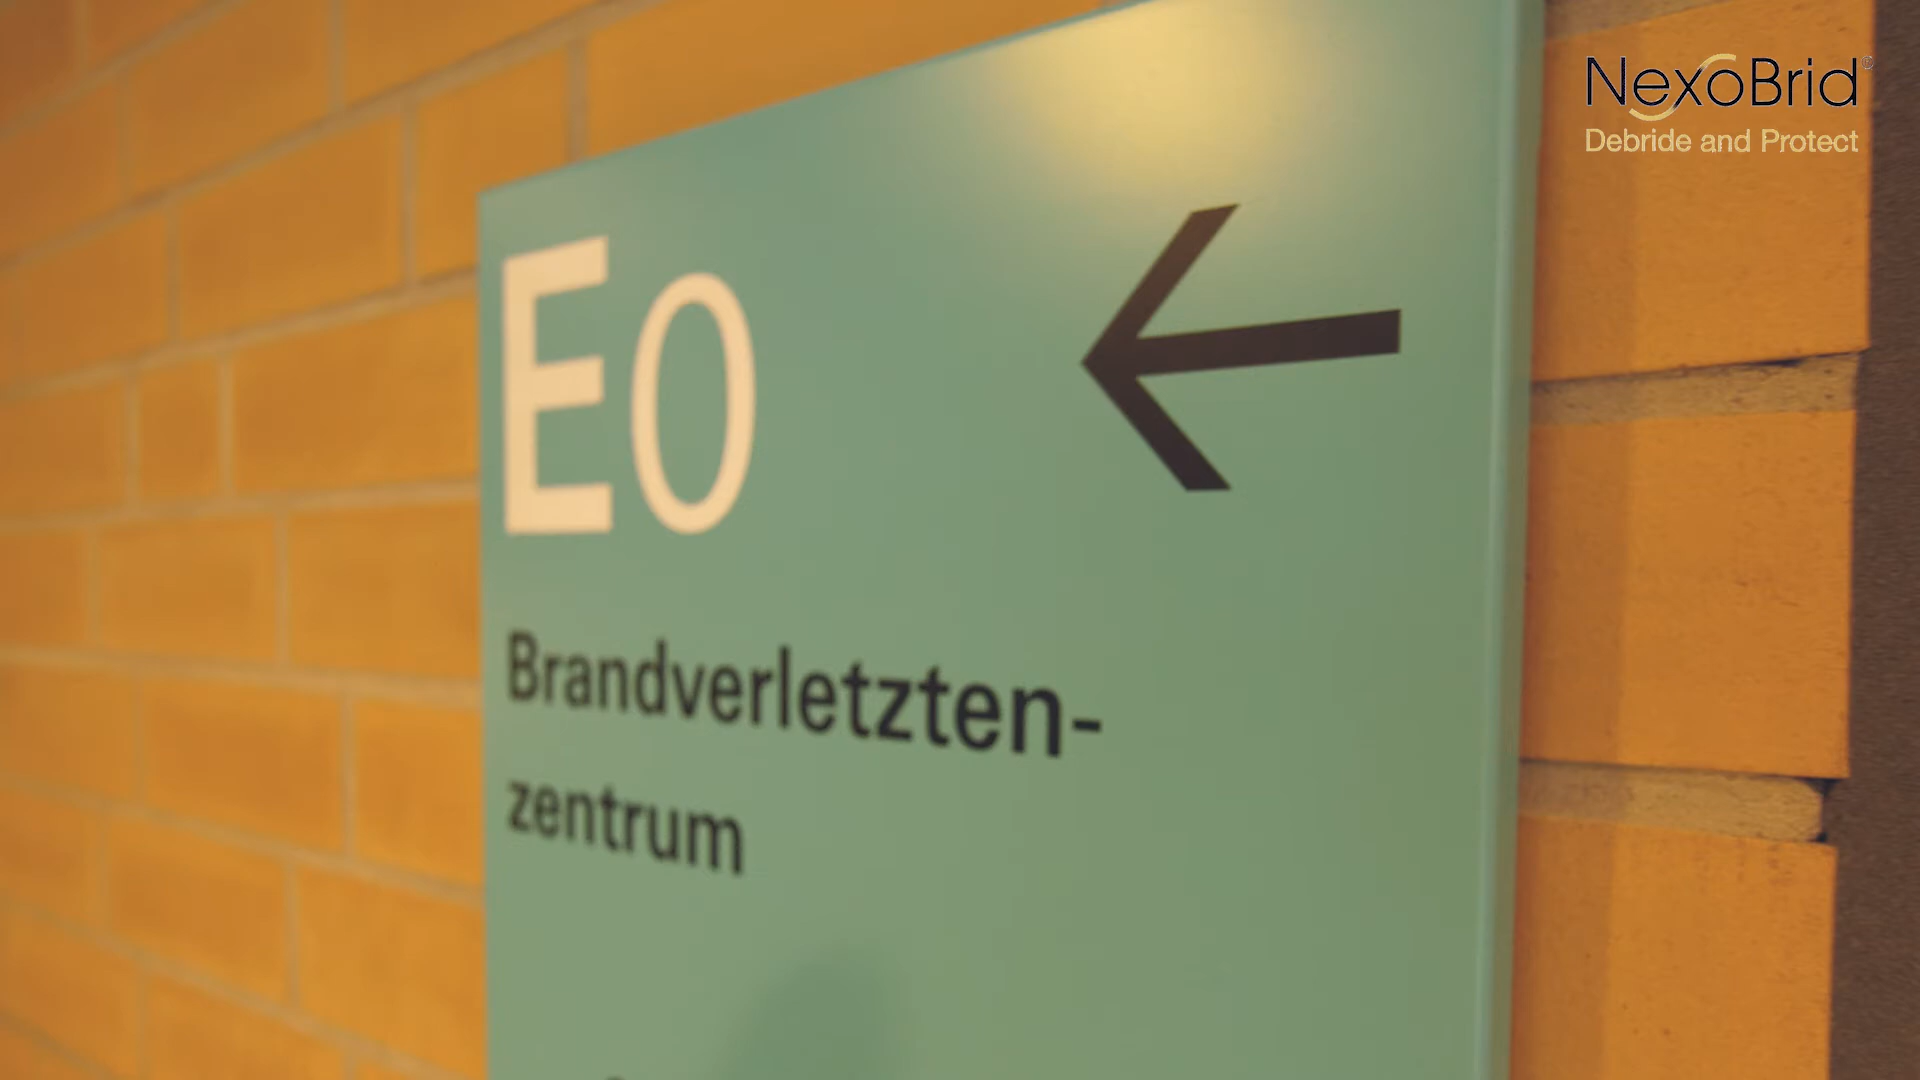 NexoBrid®
Debride and Protect
E0
Brandverletzten-
zentrum